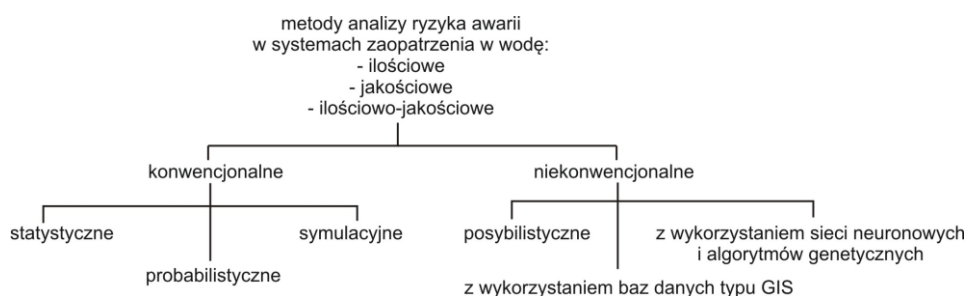 metody analizy ryzyka awarii
w systemach zaopatrzenia w wodę:
- ilościowe
- jakościowe
- ilościowo-jakościowe
konwencjonalne
niekonwencjonalne
statystyczne
probabilistyczne
symulacyjne
posybilistyczne
z wykorzystaniem baz danych typu GIS
z wykorzystaniem sieci neuronowych
i algorytmów genetycznych